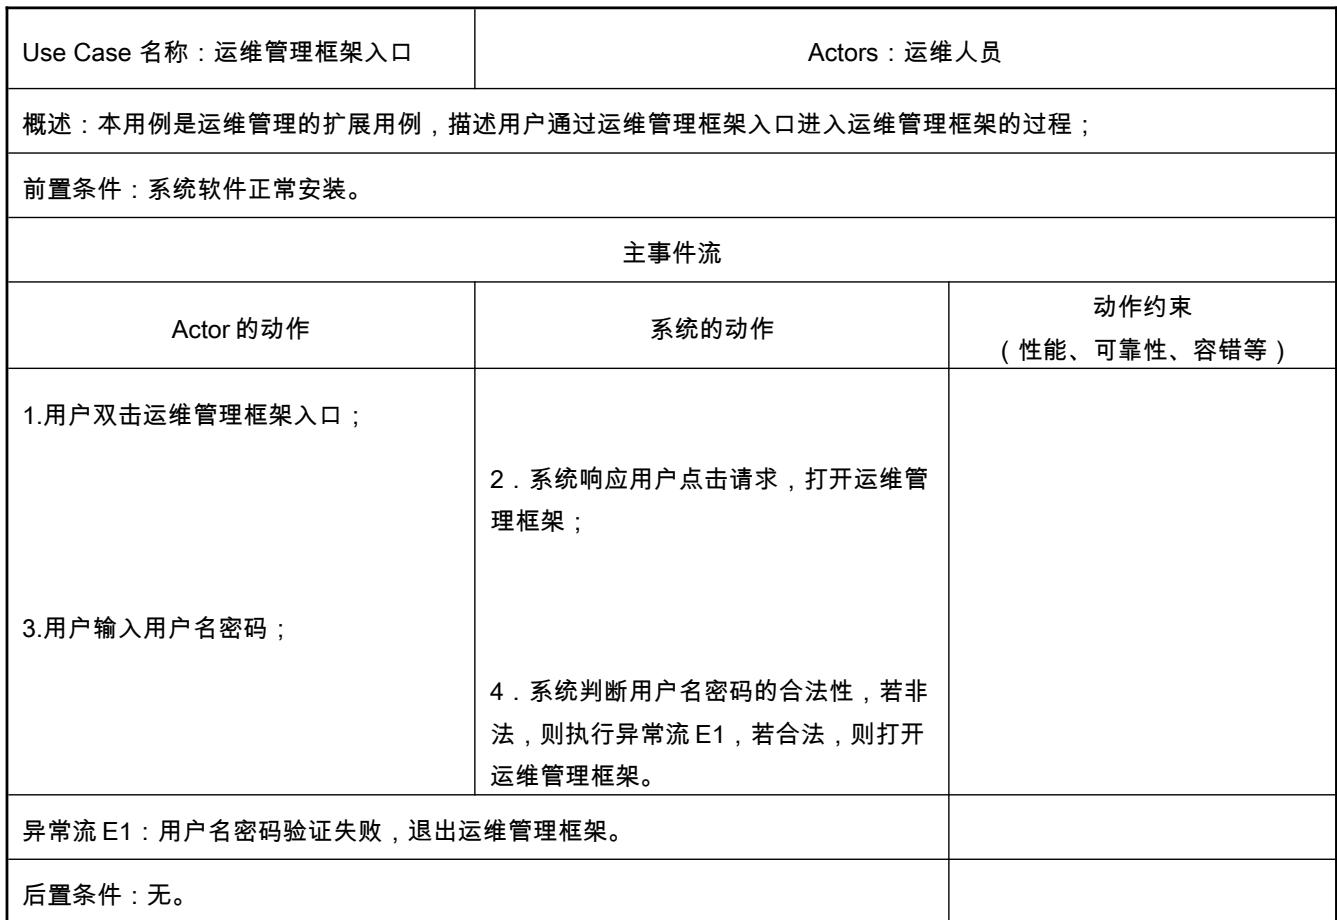 Use Case 名称：运维管理框架入口
Actors：运维人员
概述：本用例是运维管理的扩展用例，描述用户通过运维管理框架入口进入运维管理框架的过程；
前置条件：系统软件正常安装。
主事件流
Actor 的动作
系统的动作
动作约束
（性能、可靠性、容错等）
1.用户双击运维管理框架入口；
2．系统响应用户点击请求，打开运维管
理框架；
3.用户输入用户名密码；
4．系统判断用户名密码的合法性，若非
法，则执行异常流 E1，若合法，则打开
运维管理框架。
异常流 E1：用户名密码验证失败，退出运维管理框架。
后置条件：无。